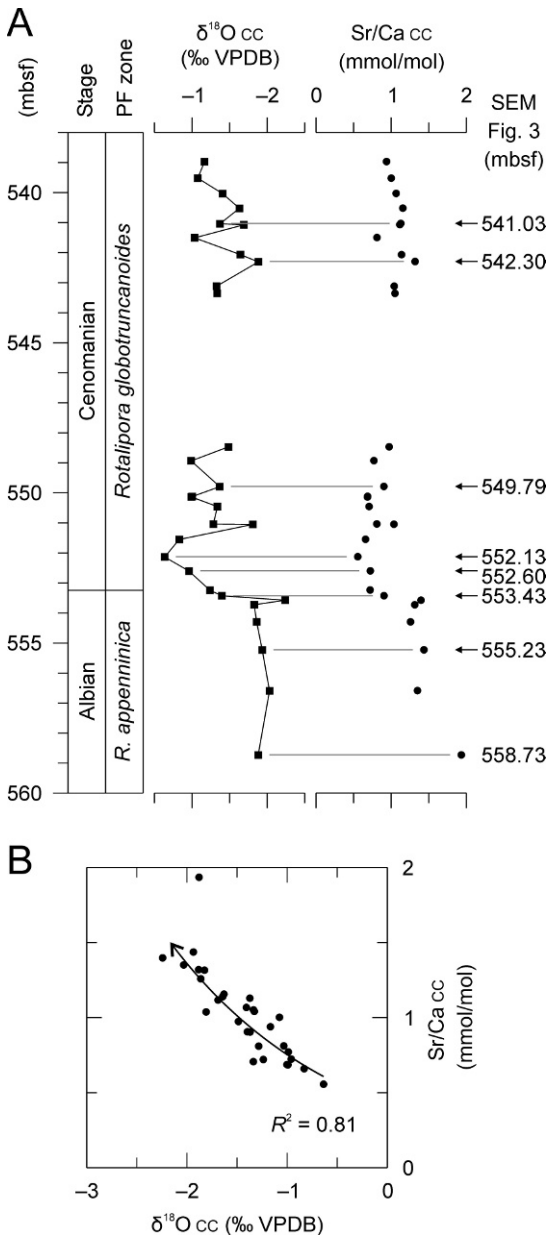 A
(mbsf)
Stage
PF zone
δ¹⁸O CC
(‰ VPDB)
Sr/Ca CC
(mmol/mol)
–1
–2
0
1
2
SEM
Fig. 3
(mbsf)
540
545
550
555
560
Cenomanian
Albian
Rotalipora globotruncanoides
R. appenninica
541.03
542.30
549.79
552.13
552.60
553.43
555.23
558.73
B
2
1
0
Sr/Ca CC
(mmol/mol)
R² = 0.81
–3
–2
–1
0
δ¹⁸O CC (‰ VPDB)